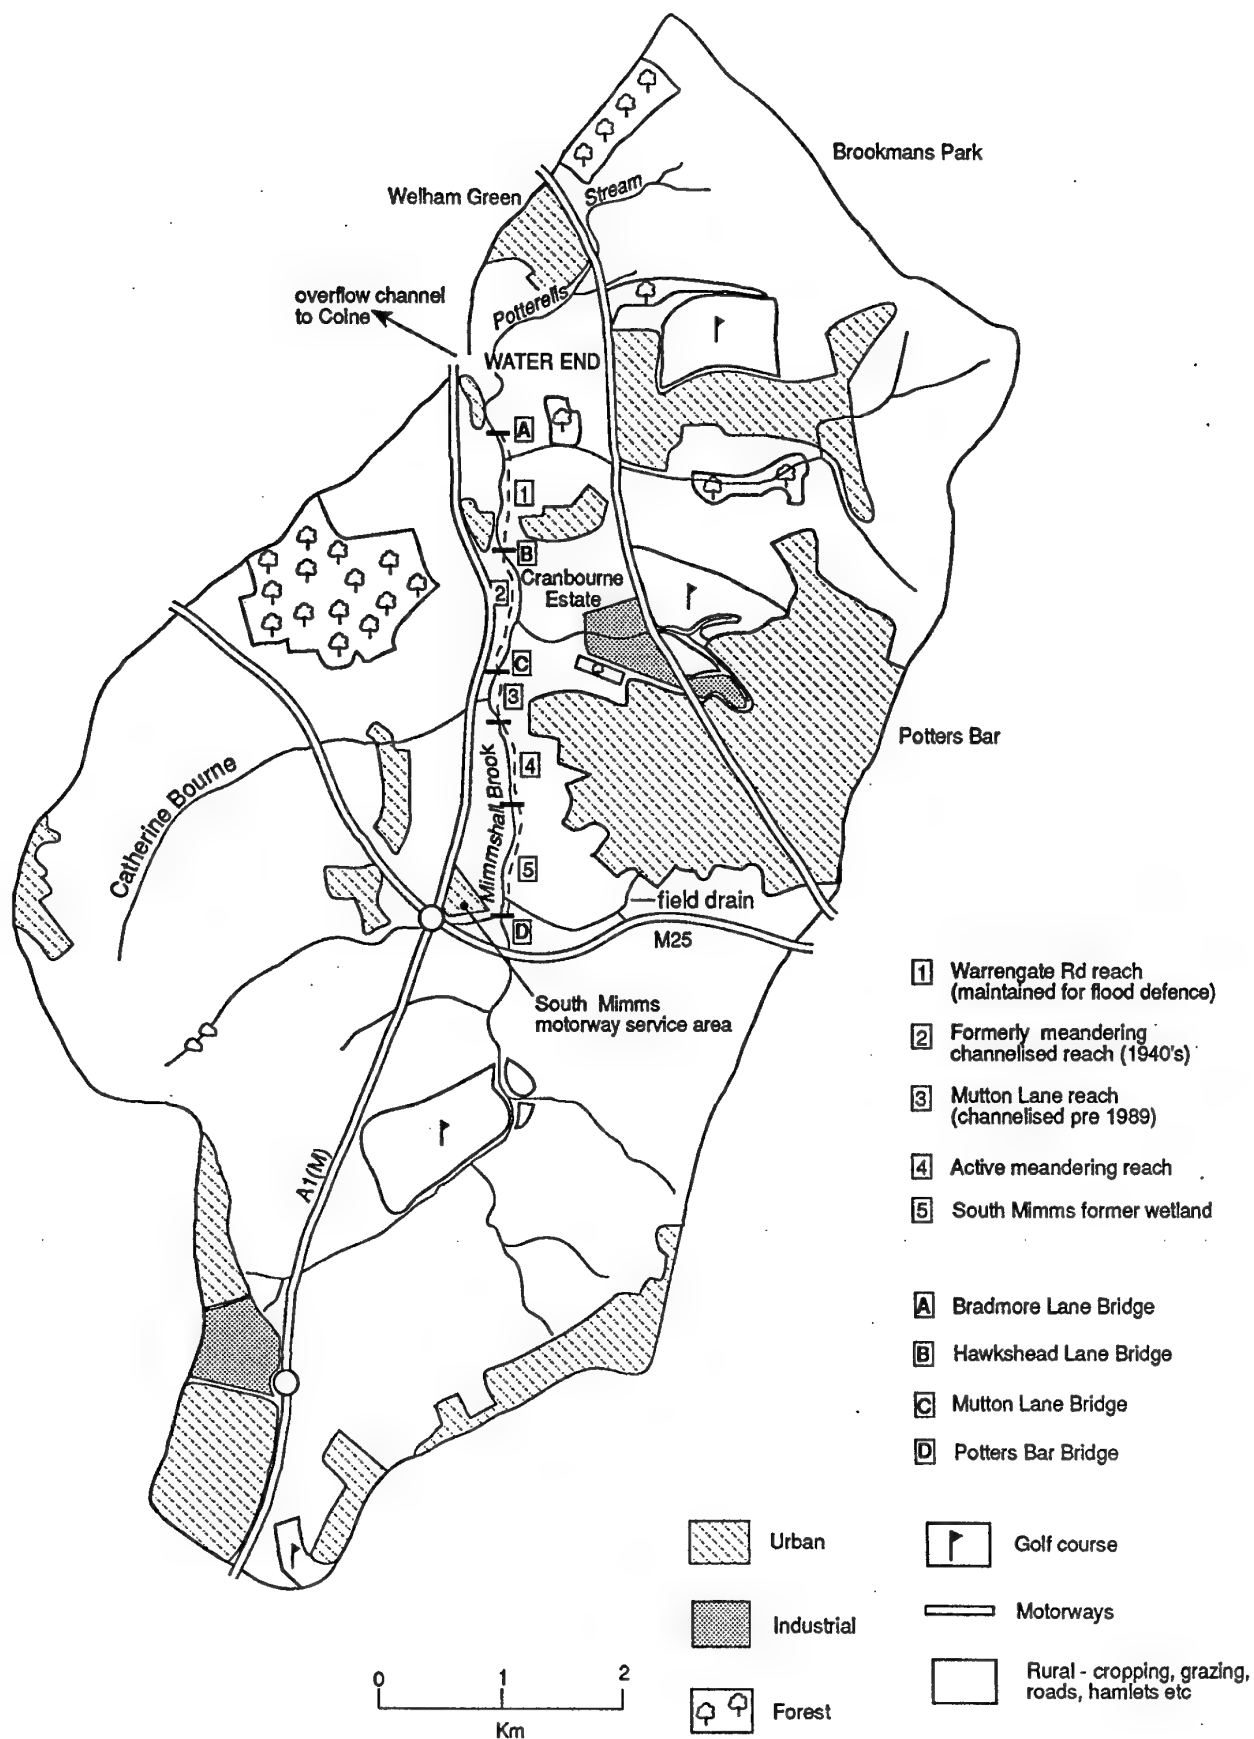 Brookmans Park
Welham Green
Stream
overflow channel
to Colne
Potterells
WATER END
A
1
B
Cranbourne
Estate
2
C
3
Potters Bar
4
Mimmshall Brook
Catherine Bourne
5
field drain
D
M25
South Mimms
motorway service area
A1(M)
1 Warrengate Rd reach
(maintained for flood defence)
2 Formerly meandering
channelised reach (1940's)
3 Mutton Lane reach
(channelised pre 1989)
4 Active meandering reach
5 South Mimms former wetland
A Bradmore Lane Bridge
B Hawkshead Lane Bridge
C Mutton Lane Bridge
D Potters Bar Bridge
Urban
Golf course
Industrial
Motorways
Forest
Rural - cropping, grazing,
roads, hamlets etc
0 1 2
Km